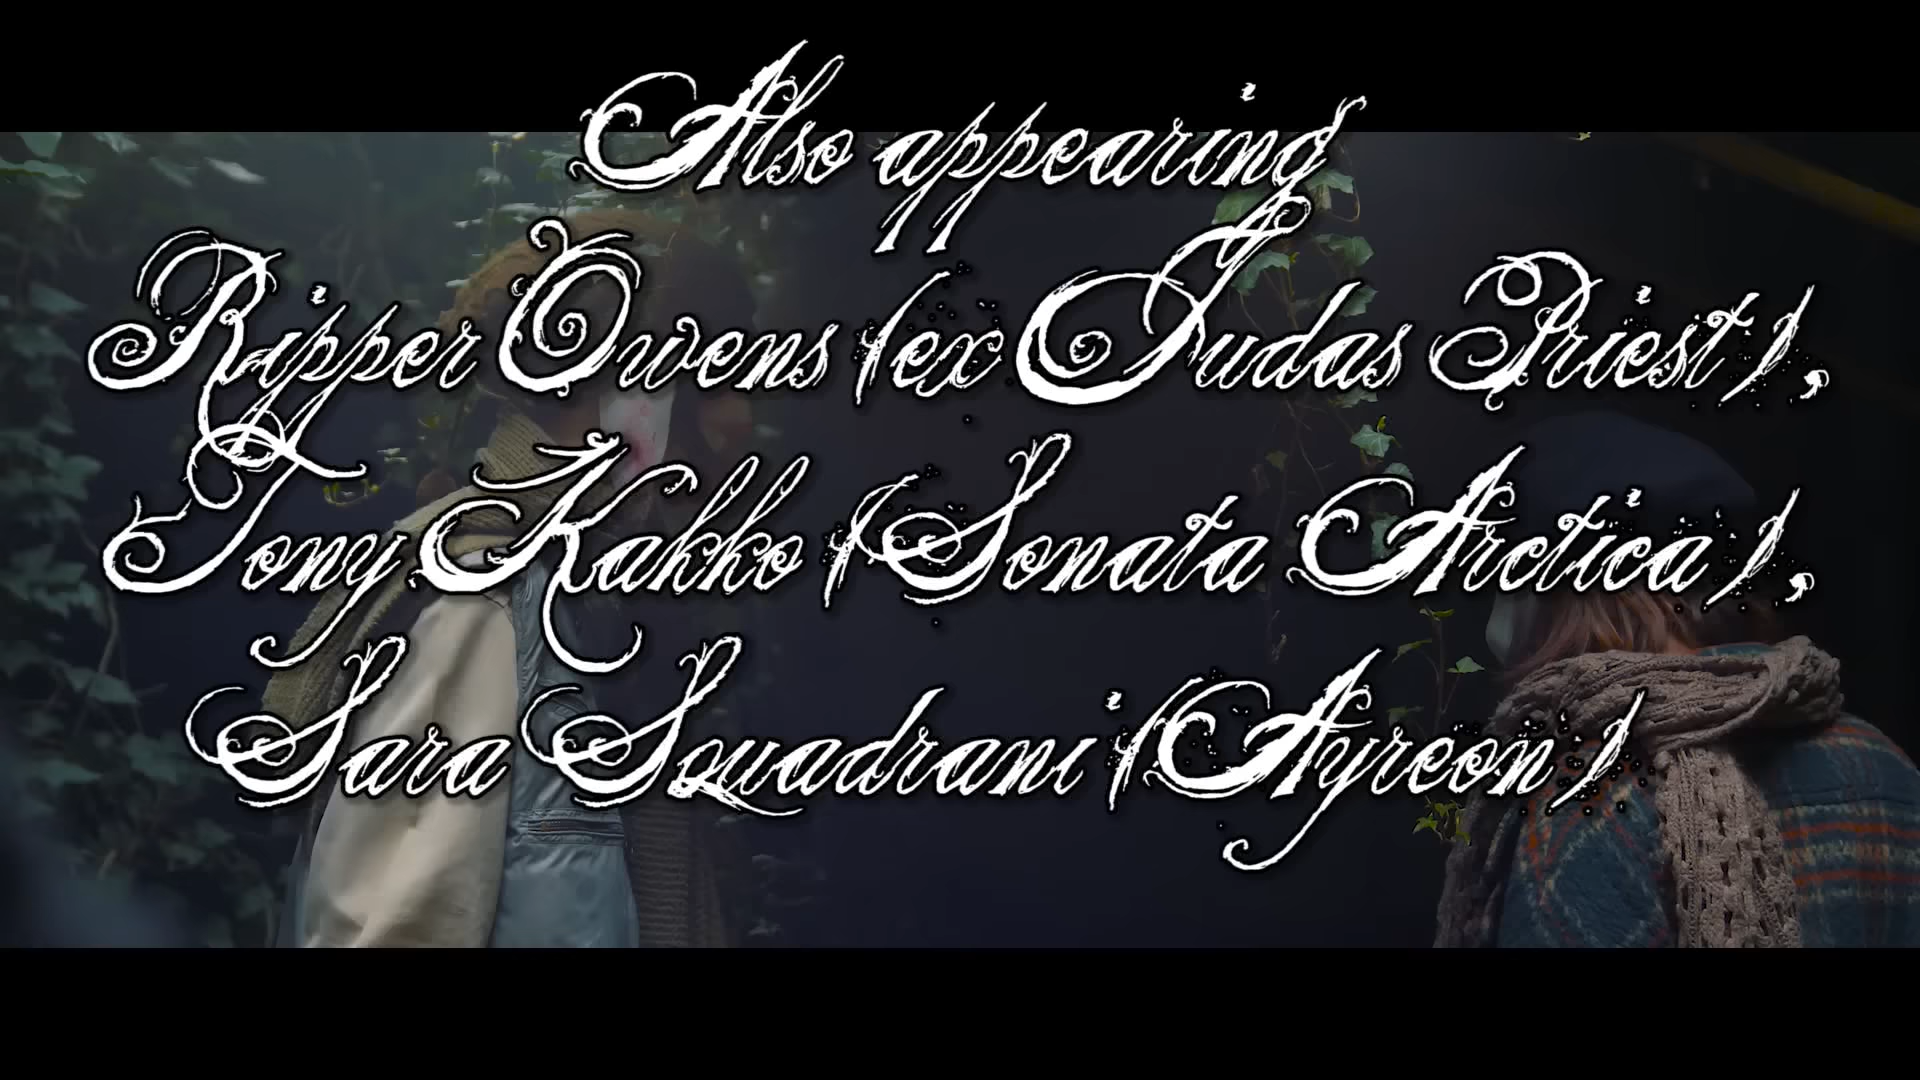 Also appearing
Ripper Owens (ex Judas Priest),
Tony Kakko (Sonata Arctica),
Sara Squadrani (Ayreon)